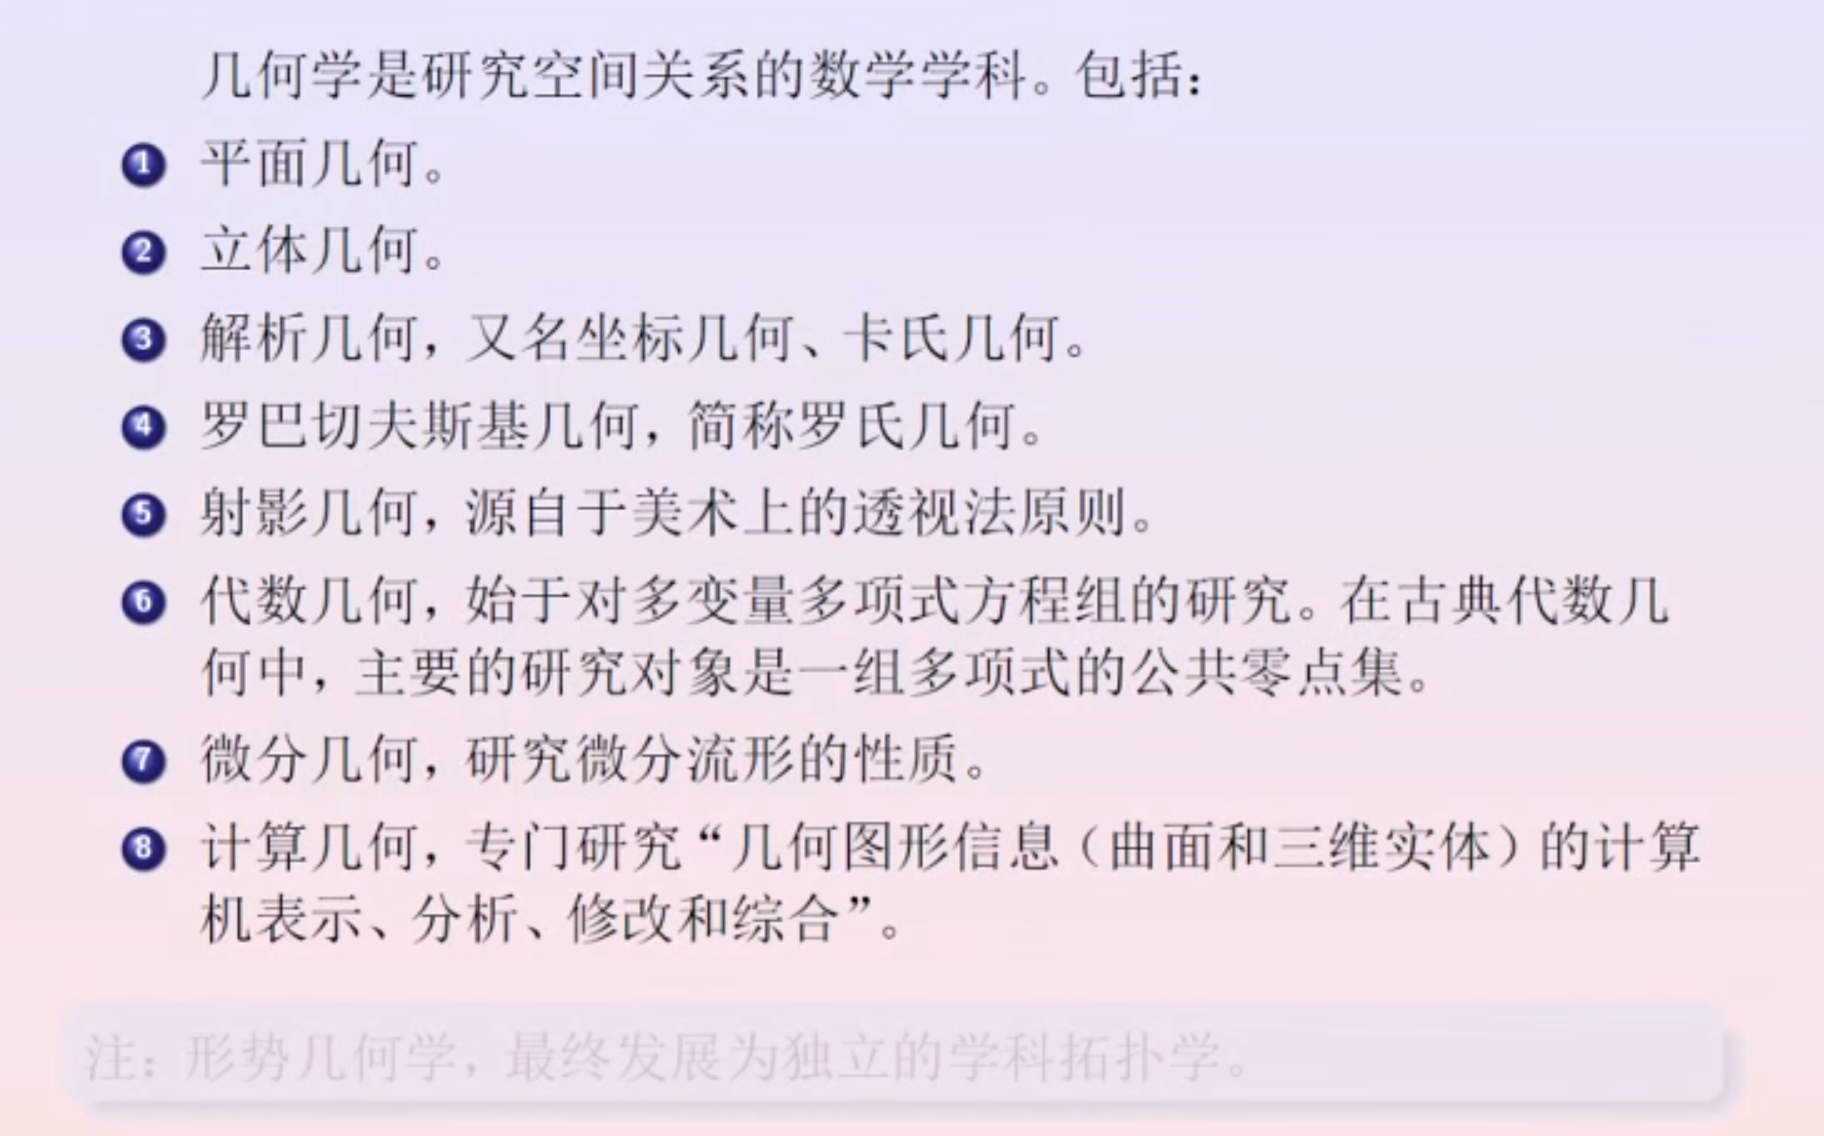 几何学是研究空间关系的数学学科。包括:
1 平面几何。
2 立体几何。
3 解析几何，又名坐标几何、卡氏几何。
4 罗巴切夫斯基几何，简称罗氏几何。
5 射影几何，源自于美术上的透视法原则。
6 代数几何，始于对多变量多项式方程组的研究。在古典代数几
何中，主要的研究对象是一组多项式的公共零点集。
7 微分几何，研究微分流形的性质。
8 计算几何，专门研究“几何图形信息（曲面和三维实体）的计算
机表示、分析、修改和综合”。
注: 形势几何学，最终发展为独立的学科拓扑学。